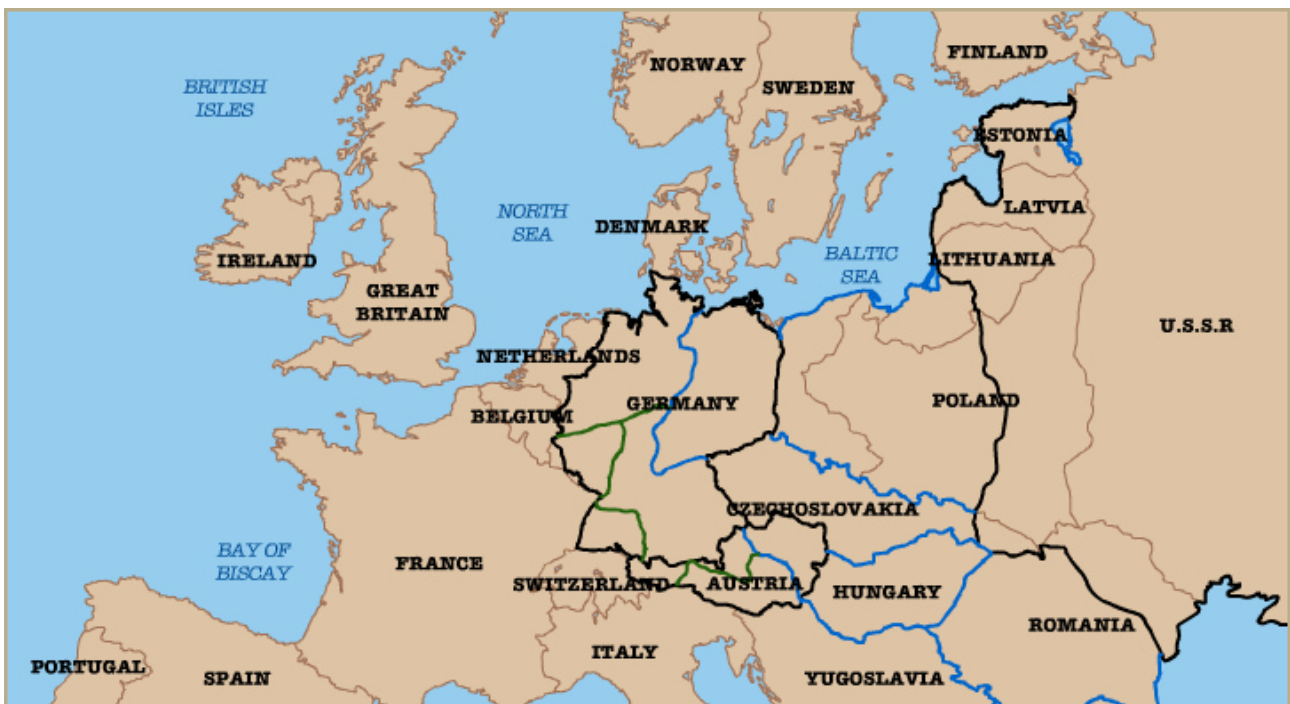 FINLAND
NORWAY
SWEDEN
BRITISH
ISLES
ESTONIA
LATVIA
NORTH
SEA
DENMARK
BALTIC
SEA
LITHUANIA
IRELAND
GREAT
BRITAIN
U.S.S.R
NETHERLANDS
GERMANY
POLAND
BELGIUM
CZECHOSLOVAKIA
BAY OF
BISCAY
FRANCE
SWITZERLAND
AUSTRIA
HUNGARY
ROMANIA
ITALY
PORTUGAL
SPAIN
YUGOSLAVIA